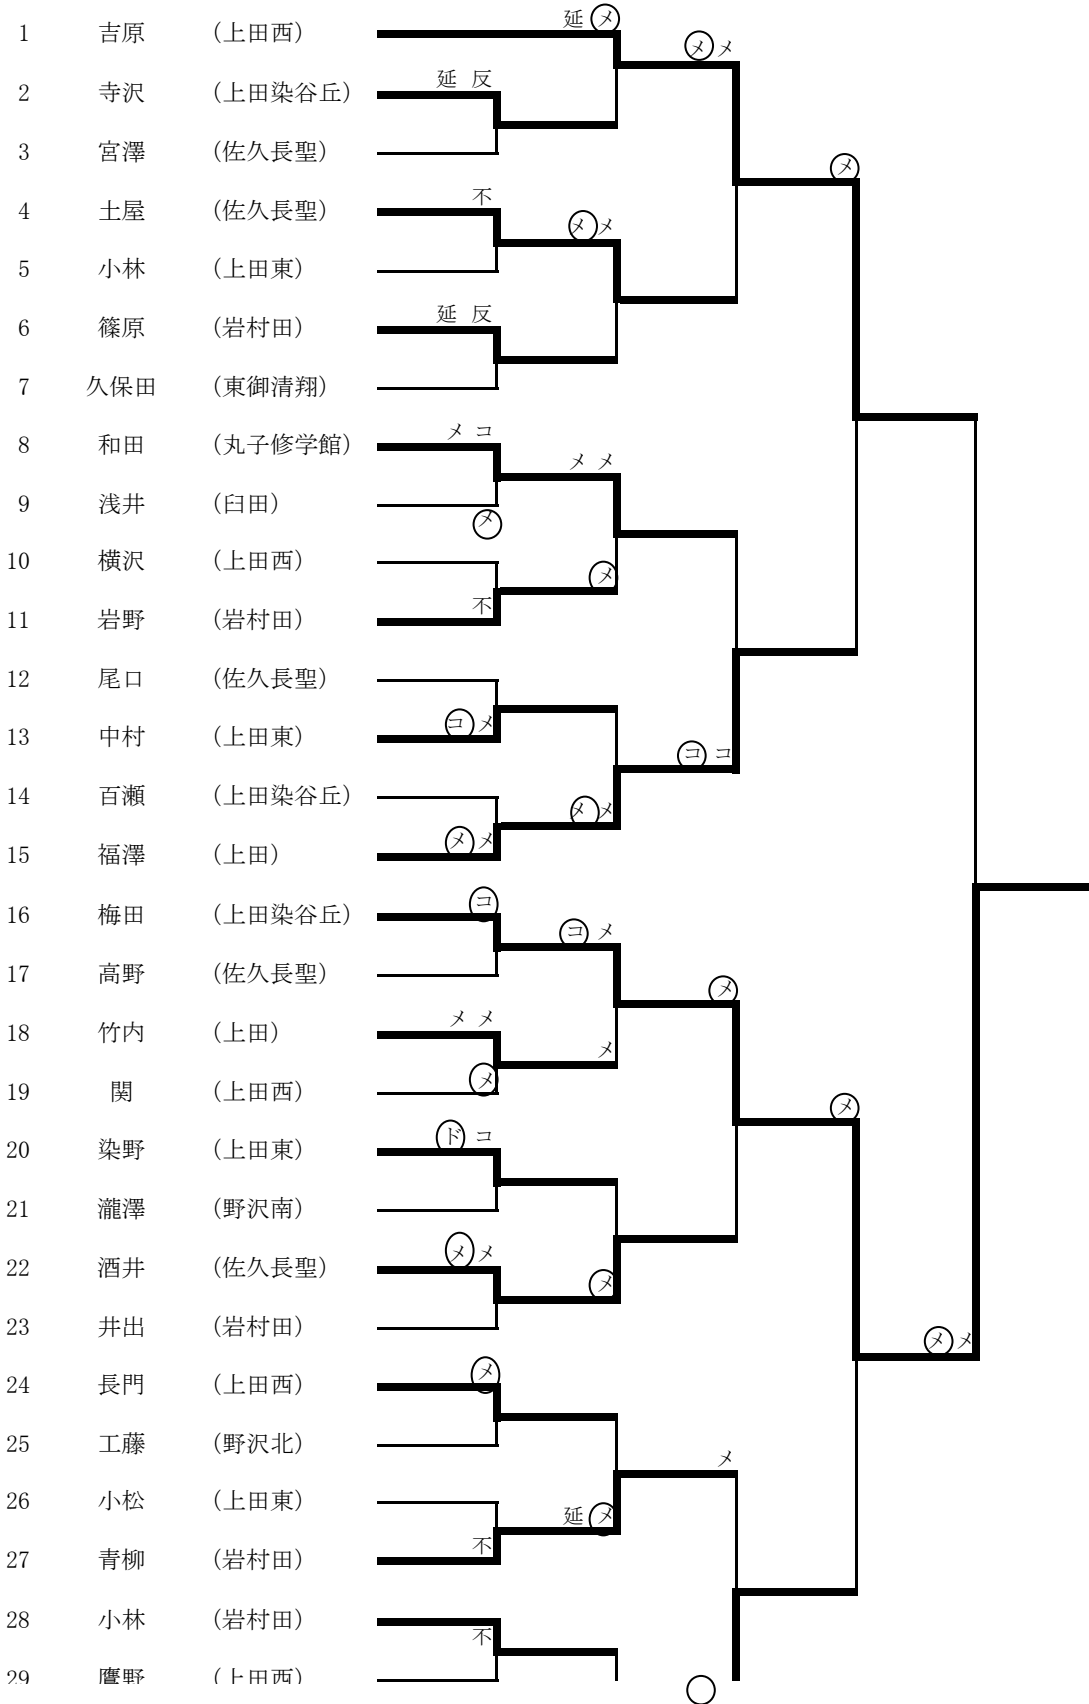 延 メ
1 吉原 (上田西)
メ メ
延 反
2 寺沢 (上田染谷丘)
3 宮澤 (佐久長聖)
メ
不
4 土屋 (佐久長聖)
メ メ
5 小林 (上田東)
延 反
6 篠原 (岩村田)
7 久保田 (東御清翔)
メ コ
8 和田 (丸子修学館)
メ メ
9 浅井 (臼田)
メ
10 横沢 (上田西)
メ
不
11 岩野 (岩村田)
12 尾口 (佐久長聖)
コ メ
13 中村 (上田東)
コ コ
14 百瀬 (上田染谷丘)
メ メ
メ メ
15 福澤 (上田)
コ
16 梅田 (上田染谷丘)
コ メ
17 高野 (佐久長聖)
メ
メ メ
18 竹内 (上田)
メ
メ
19 関 (上田西)
メ
ド コ
20 染野 (上田東)
21 瀧澤 (野沢南)
メ メ
22 酒井 (佐久長聖)
メ
23 井出 (岩村田)
メ メ
メ
24 長門 (上田西)
25 工藤 (野沢北)
メ
26 小松 (上田東)
延 メ
不
27 青柳 (岩村田)
28 小林 (岩村田)
不
29 鷹野 (上田西)